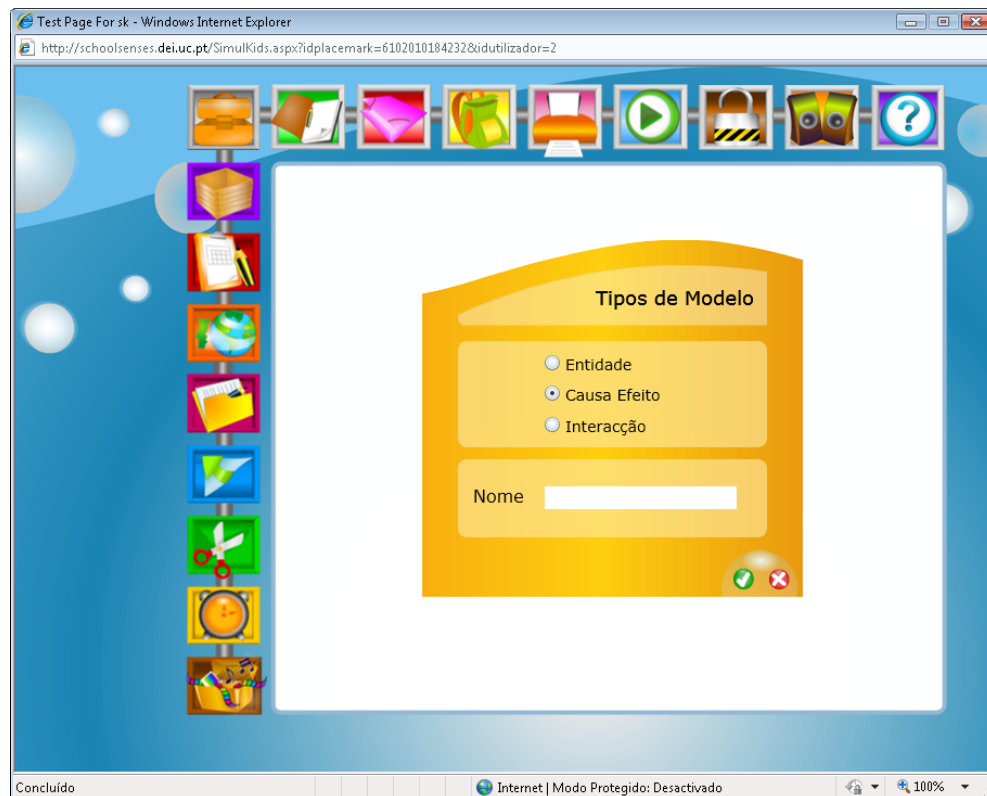 Test Page For sk - Windows Internet Explorer
http://schoolsenses.dei.uc.pt/SimulKids.aspx?idplacemark=6102010184232&idutilizador=2
Tipos de Modelo
Entidade
Causa Efeito
Interacção
Nome
Concluído
Internet | Modo Protegido: Desactivado
100%